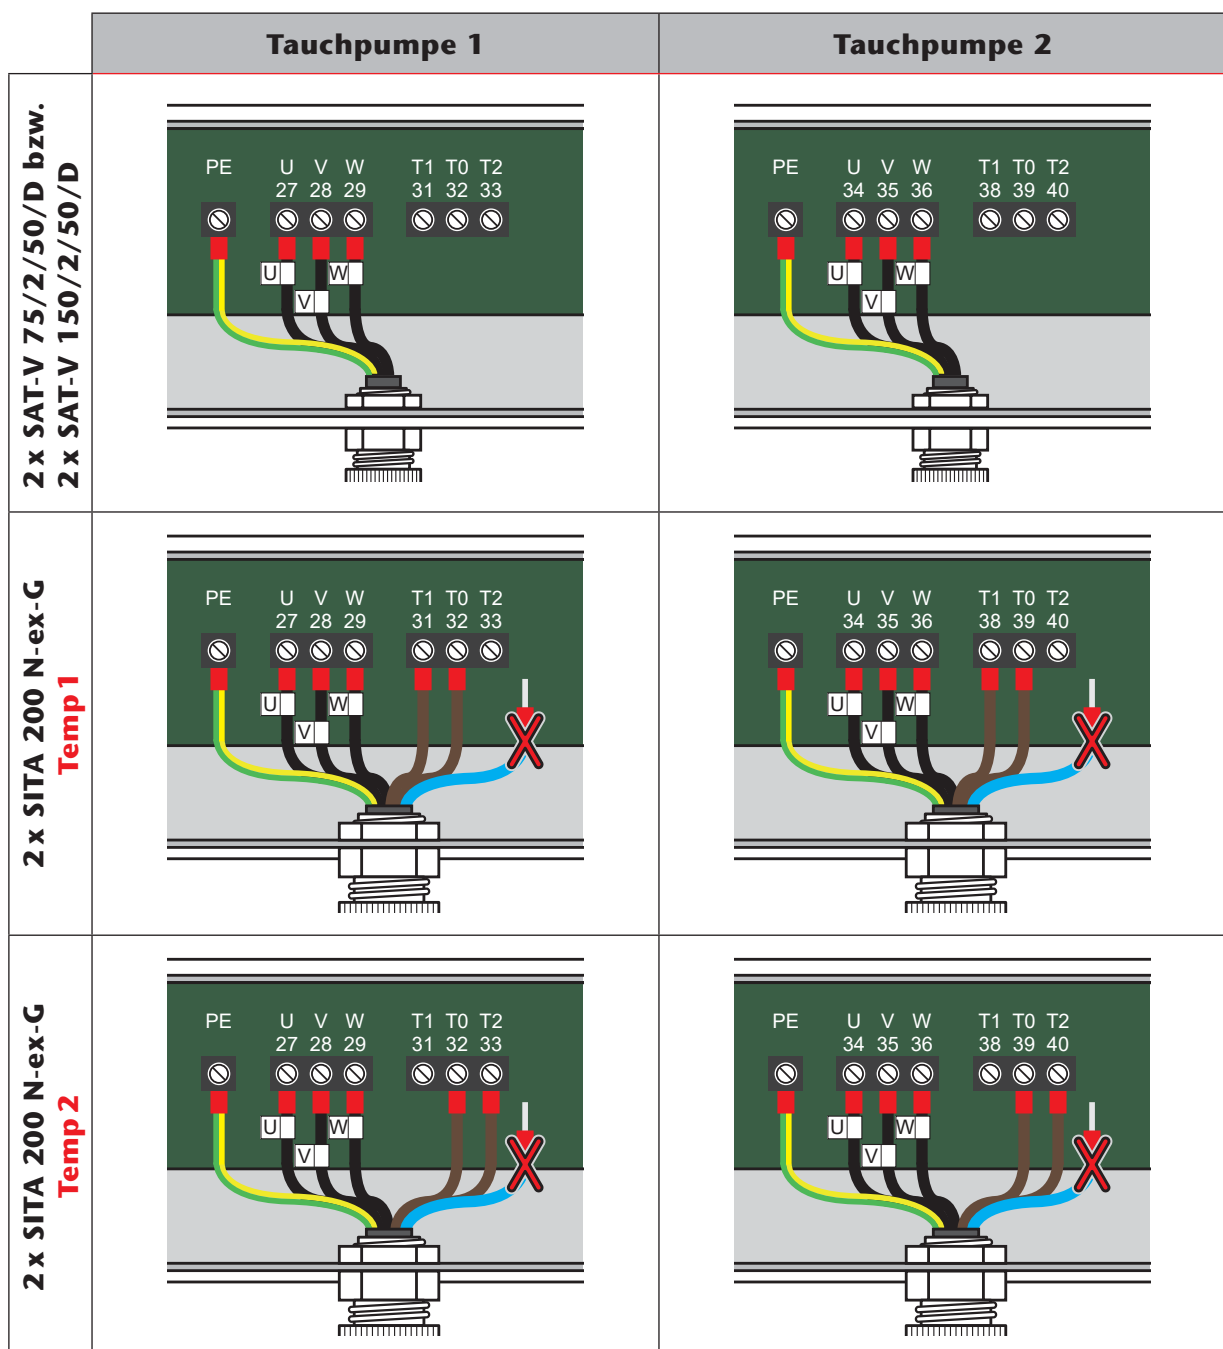 Tauchpumpe 1
Tauchpumpe 2
2 x SAT-V 75/2/50/D bzw.
2 x SAT-V 150/2/50/D
PE U V W T1 T0 T2
27 28 29 31 32 33
U W
V
PE U V W T1 T0 T2
34 35 36 38 39 40
U W
V
2 x SITA 200 N-ex-G
Temp 1
PE U V W T1 T0 T2
27 28 29 31 32 33
U W
V
PE U V W T1 T0 T2
34 35 36 38 39 40
U W
V
2 x SITA 200 N-ex-G
Temp 2
PE U V W T1 T0 T2
27 28 29 31 32 33
U W
V
PE U V W T1 T0 T2
34 35 36 38 39 40
U W
V